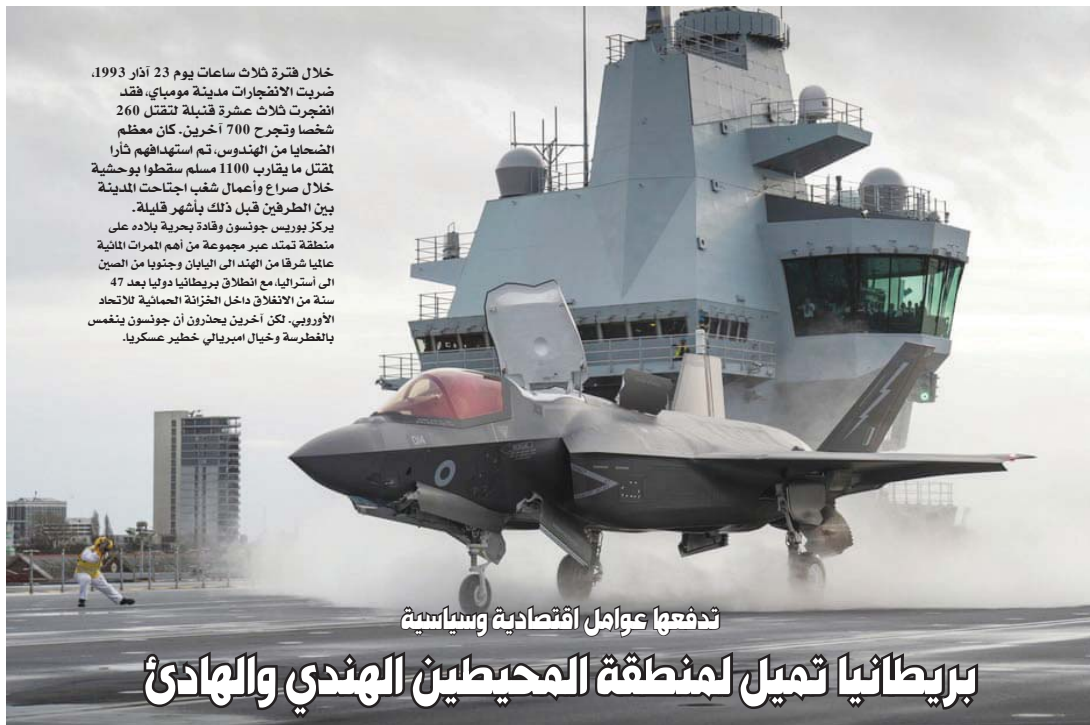 خلال فترة ثلاث ساعات يوم 23 آذار 1993،
ضربت الانفجارات مدينة مومباي، فقد
انفجرت ثلاث عشرة قنبلة لتقتل 260
شخصا وتجرح 700 آخرين. كان معظم
الضحايا من الهندوس، تم استهدافهم ثأرا
لمقتل ما يقارب 1100 مسلم سقطوا بوحشية
خلال صراع وأعمال شغب اجتاحت المدينة
بين الطرفين قبل ذلك بأشهر قليلة.
يركز بوريس جونسون وقادة بحرية بلاده على
منطقة تمتد عبر مجموعة من أهم الممرات المائية
عالميا شرقا من الهند الى اليابان وجنوبا من الصين
الى أستراليا، مع انطلاق بريطانيا دوليا بعد 47
سنة من الانغلاق داخل الخزانة الحمائية للاتحاد
الأوروبي. لكن آخرين يحذرون أن جونسون ينغمس
بالغطرسة وخيال امبريالي خطير عسكريا.
014
تدفعها عوامل اقتصادية وسياسية
بريطانيا تميل لمنطقة المحيطين الهندي والهادئ